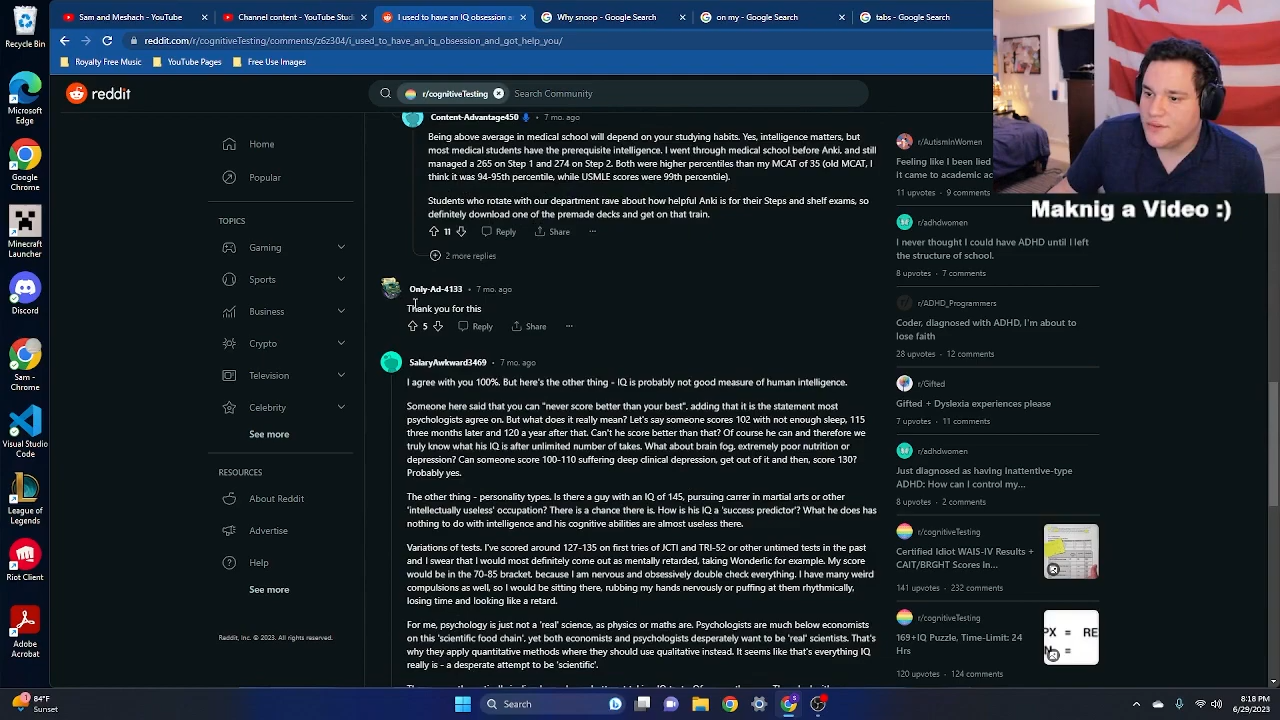 Recycle Bin
Microsoft Edge
Google Chrome
Minecraft Launcher
Discord
Sam - Chrome
Visual Studio Code
League of Legends
Riot Client
Adobe Acrobat
Sam and Colby - YouTube
cognitive testing - YouTube Stud
I used to have an IQ obsession an
Google Search
google on my - Google Search
google - Google Search
reddit.com/r/cognitiveTesting/comments/z6z304/i_used_to_have_an_iq_obsession_and_got_help_you/
Royalty Free Music
YouTube Pages
Free Use Images
reddit
r/cognitiveTesting
Search Community
Home
Popular
TOPICS
Gaming
Sports
Business
Crypto
Television
Celebrity
See more
RESOURCES
About Reddit
Advertise
Help
See more
Reddit, Inc. © 2023. All rights reserved.
Content-Advantage450 • 7 mo. ago
Being above average in medical school will depend on your studying habits. Yes, intelligence matters, but
most medical students have the prerequisite intelligence. I went through medical school before Anki, and still
managed a 265 on Step 1 and 274 on Step 2. Both were higher percentiles than my MCAT of 35 (old MCAT, I
think it was 94-95th percentile, while USMLE scores were 99th percentile).
Students who rotate with our department rave about how helpful Anki is for their Steps and shelf exams, so
definitely download one of the premade decks and get on that train.
11 Reply Share ...
2 more replies
Only-Ad-4133 • 7 mo. ago
Thank you for this
5 Reply Share ...
SalaryAwkward3469 • 7 mo. ago
I agree with you 100%. But here's the other thing - IQ is probably not good measure of human intelligence.
Someone here said that you can "never score better than your best". adding that it is the statement most
psychologists agree on. But what does it really mean? Let's say someone scores 102 with not enough sleep, 115
three months later and 120 a year after that. Can't he score better than that? Of course he can and therefore we
truly know what his IQ is after unlimited number of takes. What about brain fog, extremely poor nutrition or
depression? Can someone score 100-110 suffering deep clinical depression, get out of it and then, score 130?
Probably yes.
The other thing - personality types. Is there a guy with an IQ of 145, pursuing career in martial arts or other
'intellectually useless' occupation? There is a chance there is. How is his IQ a 'success predictor'? What he does has
nothing to do with intelligence and his cognitive abilities are almost useless there.
Variations of tests. I've scored around 127-135 on first tries of JCTI and TRI-52 or other untimed tests in the past
and I swear that I would most definitely come out as mentally retarded, taking Wonderlic for example. My score
would be in the 70-85 bracket, because I am nervous and obsessively double check everything. I have many weird
compulsions as well, so I would be sitting there, rubbing my hands nervously or puffing at them rhythmically,
losing time and looking like a retard.
For me, psychology is just not a 'real' science, as physics or maths are. Psychologists are much below economists
on this 'scientific food chain'. yet both economists and psychologists desperately want to be 'real' scientists. That's
why they apply quantitative methods where they should use qualitative instead. It seems like that's everything IQ
really is - a desperate attempt to be 'scientific'.
r/AutismInWomen
Feeling like I been lied
it came to academic ac
11 upvotes • 9 comments
r/adhdwomen
I never thought I could have ADHD until I left
the structure of school.
8 upvotes • 7 comments
r/ADHD_Programmers
Coder, diagnosed with ADHD, I'm about to
lose faith
28 upvotes • 12 comments
r/Gifted
Gifted + Dyslexia experiences please
7 upvotes • 11 comments
r/adhdwomen
Just diagnosed as having inattentive-type
ADHD: How can I control my...
8 upvotes • 2 comments
r/cognitiveTesting
Certified Idiot WAIS-IV Results +
CAIT/BRGHT Scores In...
141 upvotes • 232 comments
r/cognitiveTesting
169+IQ Puzzle, Time-Limit: 24
Hrs
120 upvotes • 124 comments
PX = RE
N =
Maknig a Video :)
84°F
Sunset
Search
8:18 PM
6/29/2023